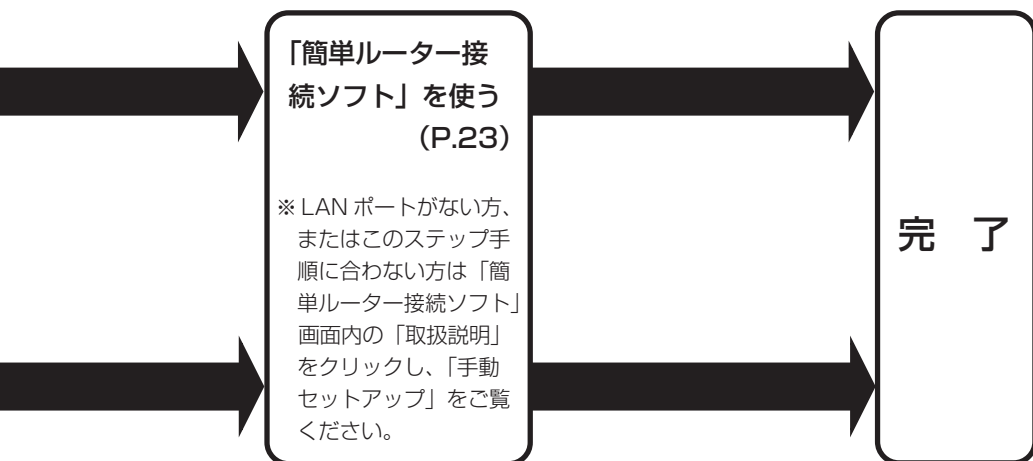 「簡単ルーター接
続ソフト」を使う
（P.23）
※ LAN ポートがない方、
またはこのステップ手
順に合わない方は「簡
単ルーター接続ソフト」
画面内の「取扱説明」
をクリックし、「手動
セットアップ」をご覧
ください。
完　了